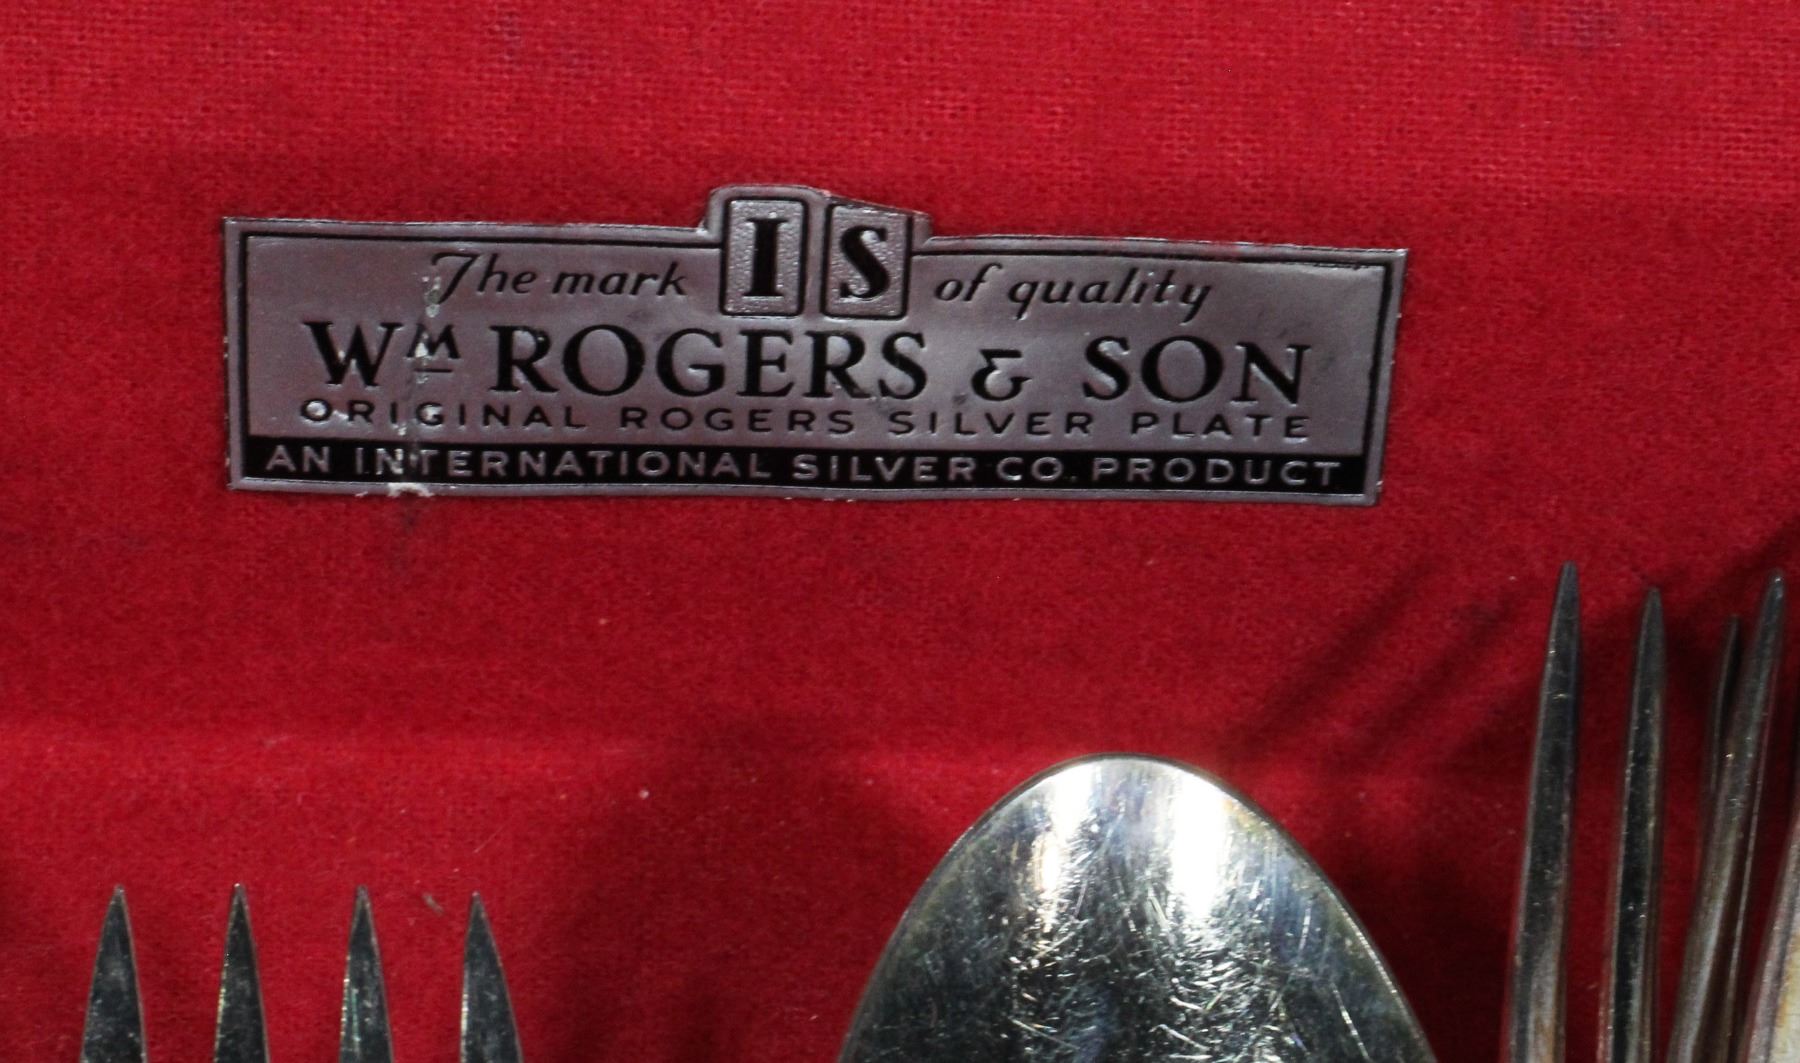 The mark IS of quality
WM ROGERS & SON
ORIGINAL ROGERS SILVER PLATE
AN INTERNATIONAL SILVER CO. PRODUCT